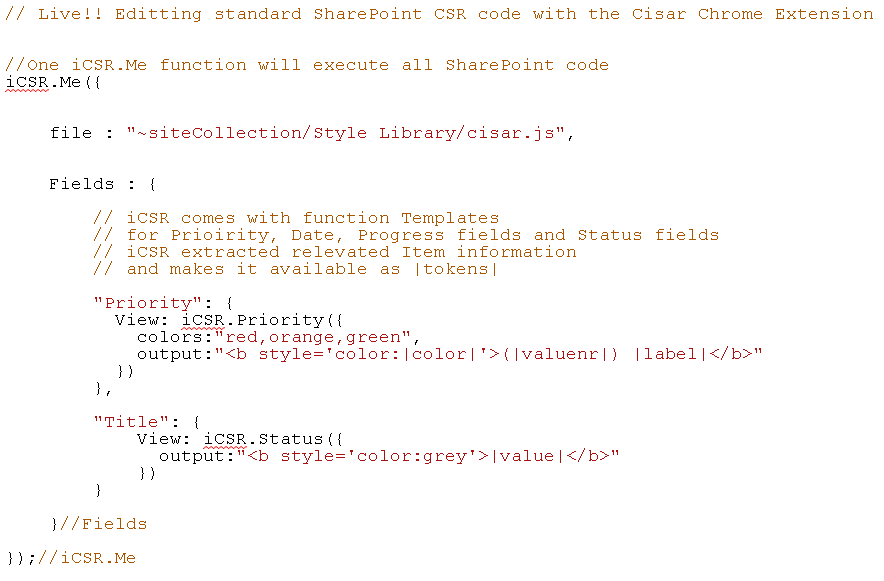 // Live!! Editting standard SharePoint CSR code with the Cisar Chrome Extension
//One iCSR.Me function will execute all SharePoint code
iCSR.Me({
file : "~siteCollection/Style Library/cisar.js",
Fields : {
// iCSR comes with function Templates
// for Prioirity, Date, Progress fields and Status fields
// iCSR extracted relevated Item information
// and makes it available as |tokens|
"Priority": {
View: iCSR.Priority({
colors:"red,orange,green",
output:"<b style='color:|color|'>(|valuenr|) |label|</b>"
})
},
"Title": {
View: iCSR.Status({
output:"<b style='color:grey'>|value|</b>"
})
}
}//Fields
});//iCSR.Me